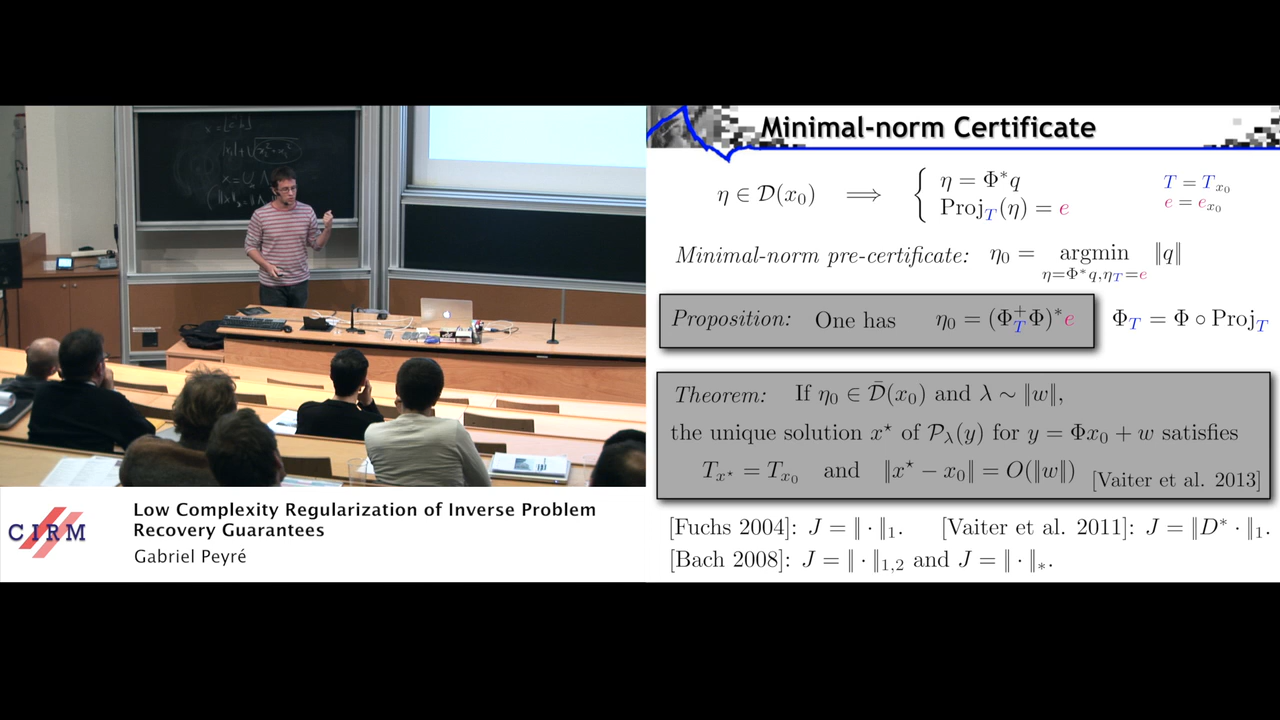 Minimal-norm Certificate
η ∈ 𝒟(x₀) ⟹ { η = Φ*q
Proj_T(η) = e
T = T_{x₀}
e = e_{x₀}
Minimal-norm pre-certificate: η₀ = argmin_{η=Φ*q, η_T=e} ‖q‖
Proposition: One has η₀ = (Φ_T⁺Φ)*e Φ_T = Φ ∘ Proj_T
Theorem: If η₀ ∈ 𝒟̄(x₀) and λ ∼ ‖w‖,
the unique solution x⋆ of 𝒫_λ(y) for y = Φx₀ + w satisfies
T_{x⋆} = T_{x₀} and ‖x⋆ − x₀‖ = O(‖w‖) [Vaiter et al. 2013]
[Fuchs 2004]: J = ‖·‖₁. [Vaiter et al. 2011]: J = ‖D*·‖₁.
[Bach 2008]: J = ‖·‖_{1,2} and J = ‖·‖_*.
CIRM
Low Complexity Regularization of Inverse Problem
Recovery Guarantees
Gabriel Peyré